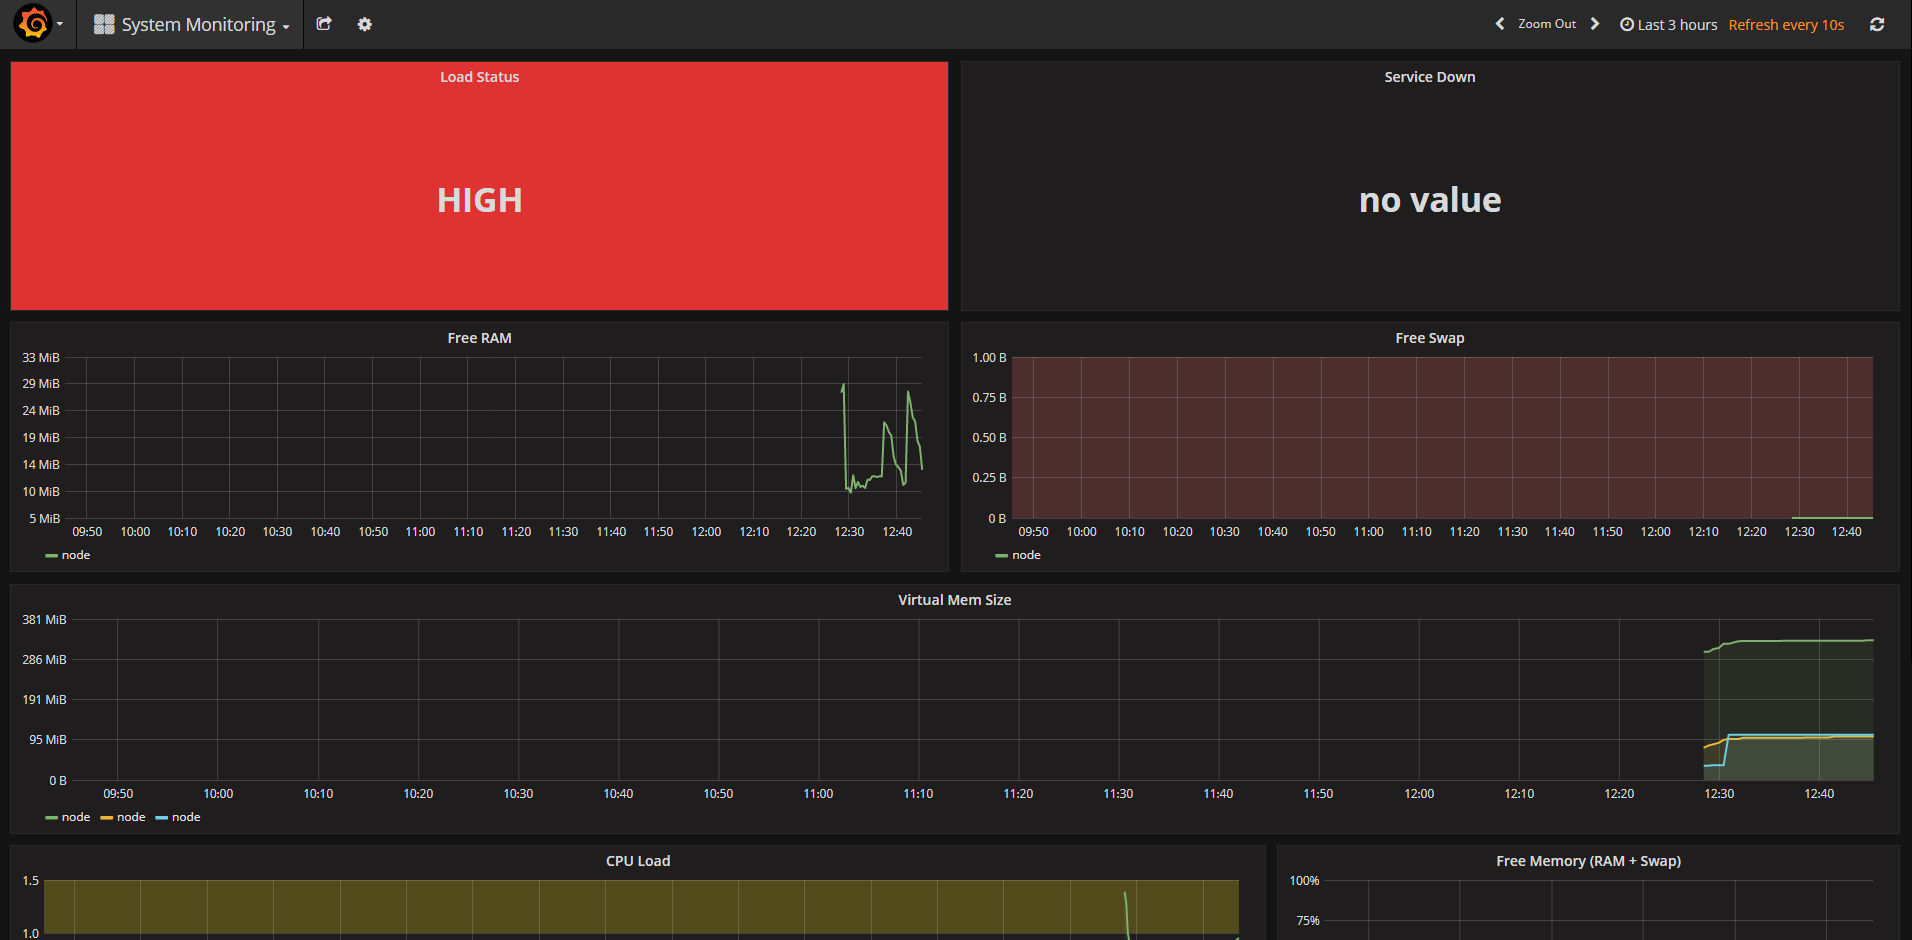 System Monitoring
Zoom Out Last 3 hours Refresh every 10s
Load Status
HIGH
Service Down
no value
Free RAM
33 MiB
29 MiB
24 MiB
19 MiB
14 MiB
10 MiB
5 MiB
09:50 10:00 10:10 10:20 10:30 10:40 10:50 11:00 11:10 11:20 11:30 11:40 11:50 12:00 12:10 12:20 12:30 12:40
node
Free Swap
1.00 B
0.75 B
0.50 B
0.25 B
0 B
09:50 10:00 10:10 10:20 10:30 10:40 10:50 11:00 11:10 11:20 11:30 11:40 11:50 12:00 12:10 12:20 12:30 12:40
node
Virtual Mem Size
381 MiB
286 MiB
191 MiB
95 MiB
0 B
09:50 10:00 10:10 10:20 10:30 10:40 10:50 11:00 11:10 11:20 11:30 11:40 11:50 12:00 12:10 12:20 12:30 12:40
node node node
CPU Load
1.5
1.0
Free Memory (RAM + Swap)
100%
75%